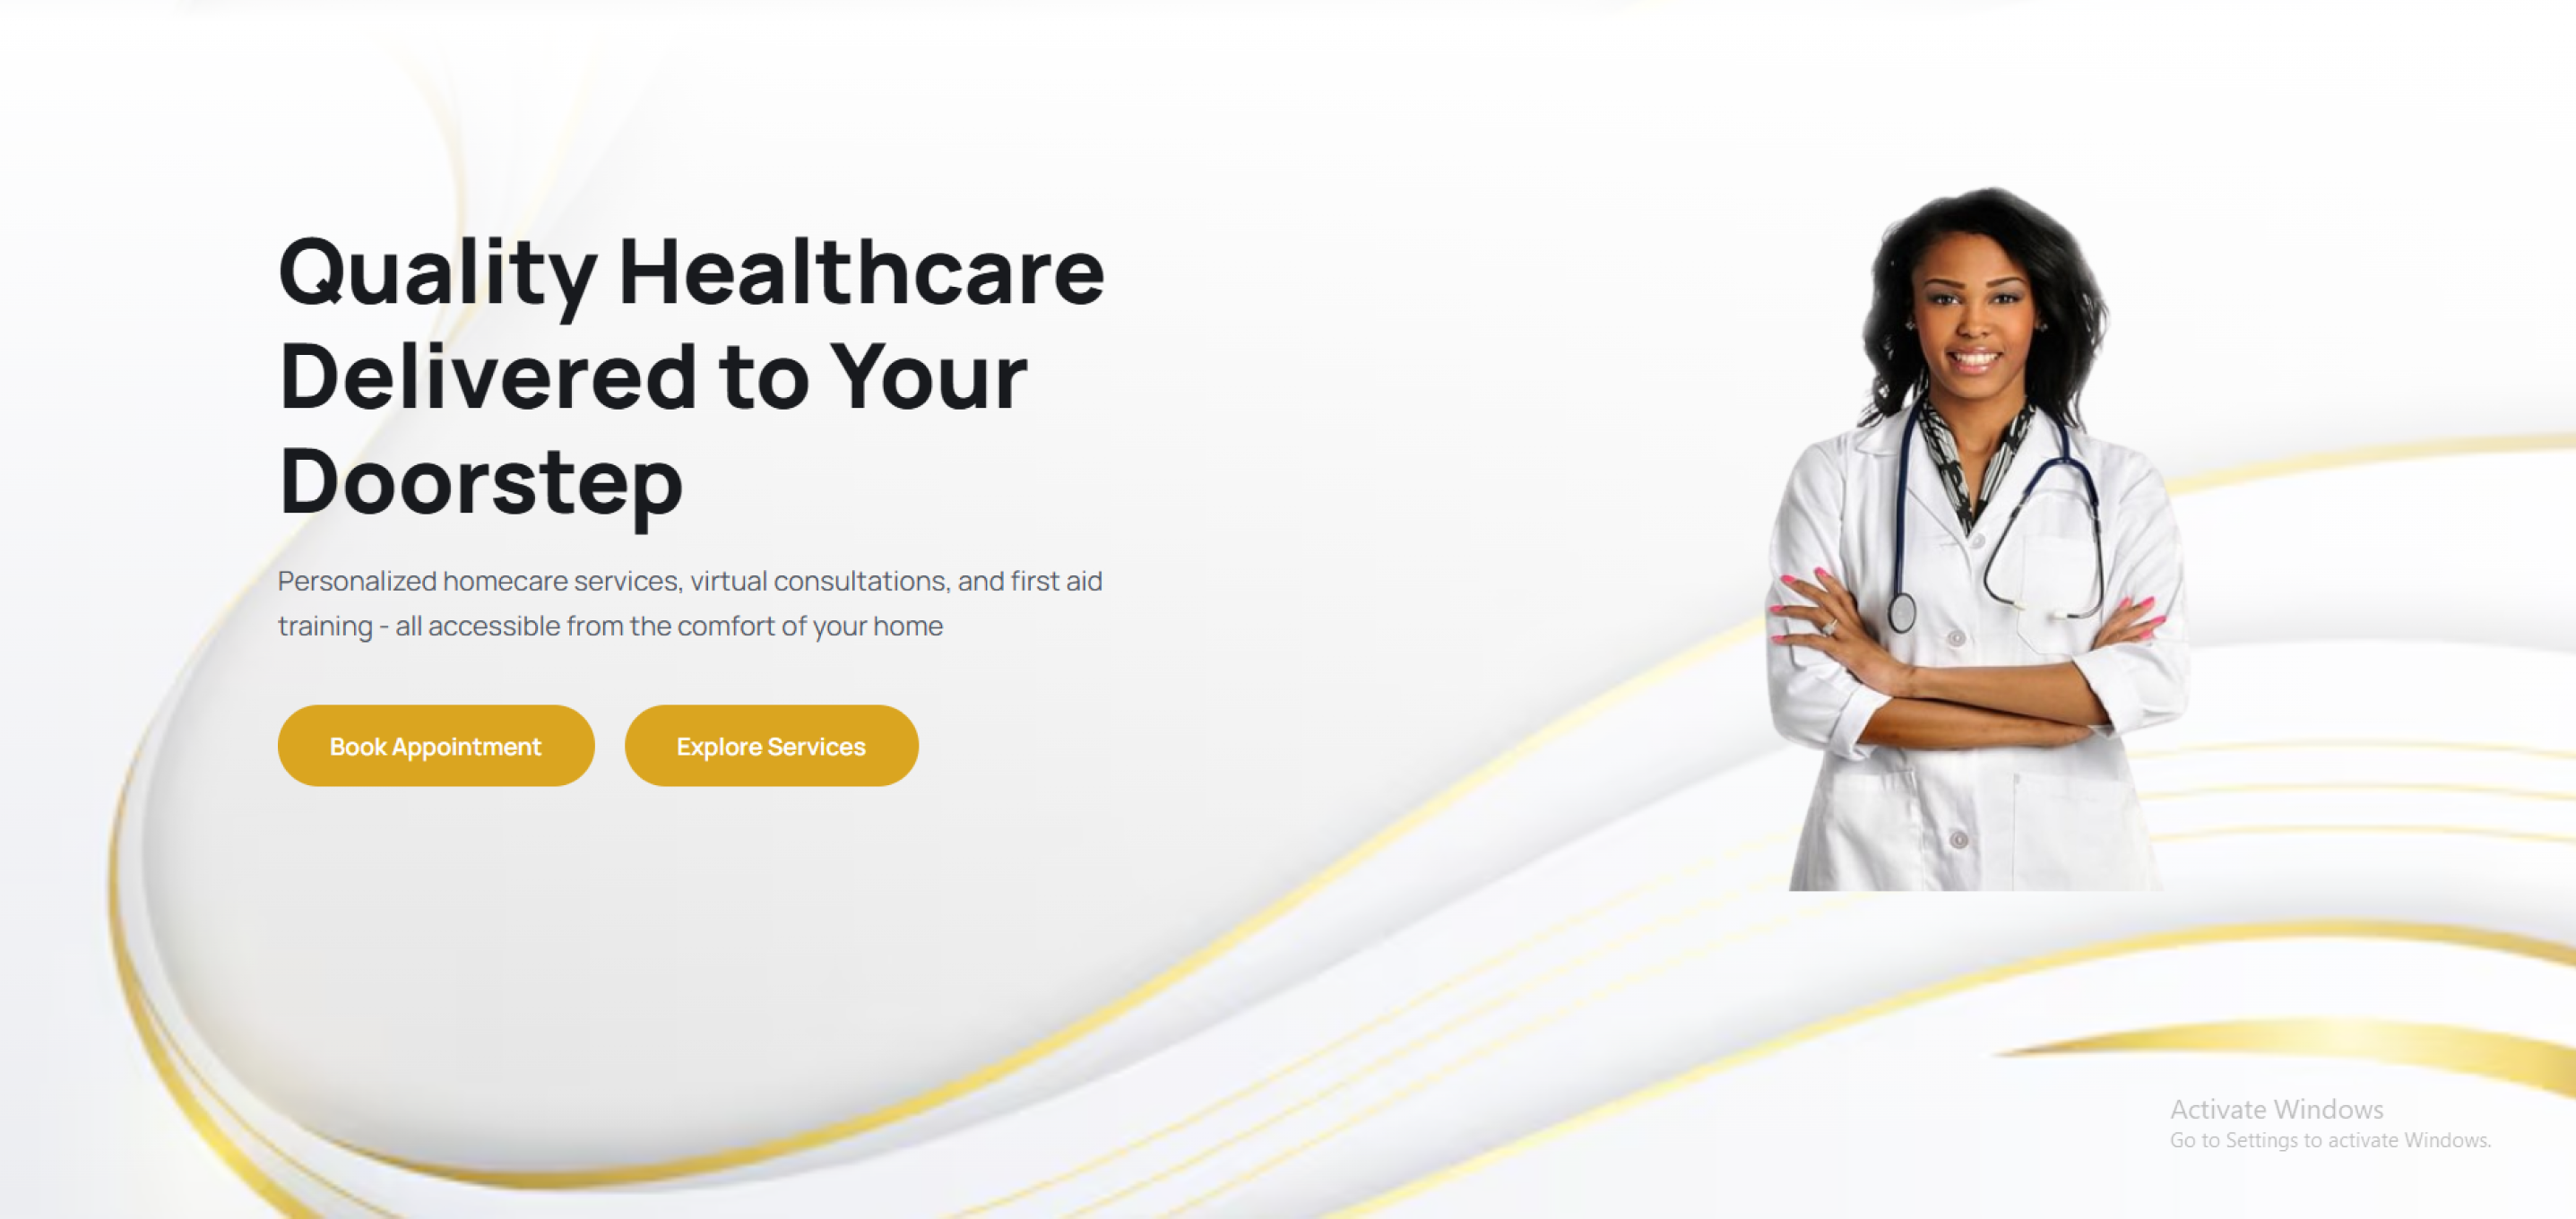 Quality Healthcare
Delivered to Your
Doorstep
Personalized homecare services, virtual consultations, and first aid
training - all accessible from the comfort of your home
Book Appointment
Explore Services
Activate Windows
Go to Settings to activate Windows.